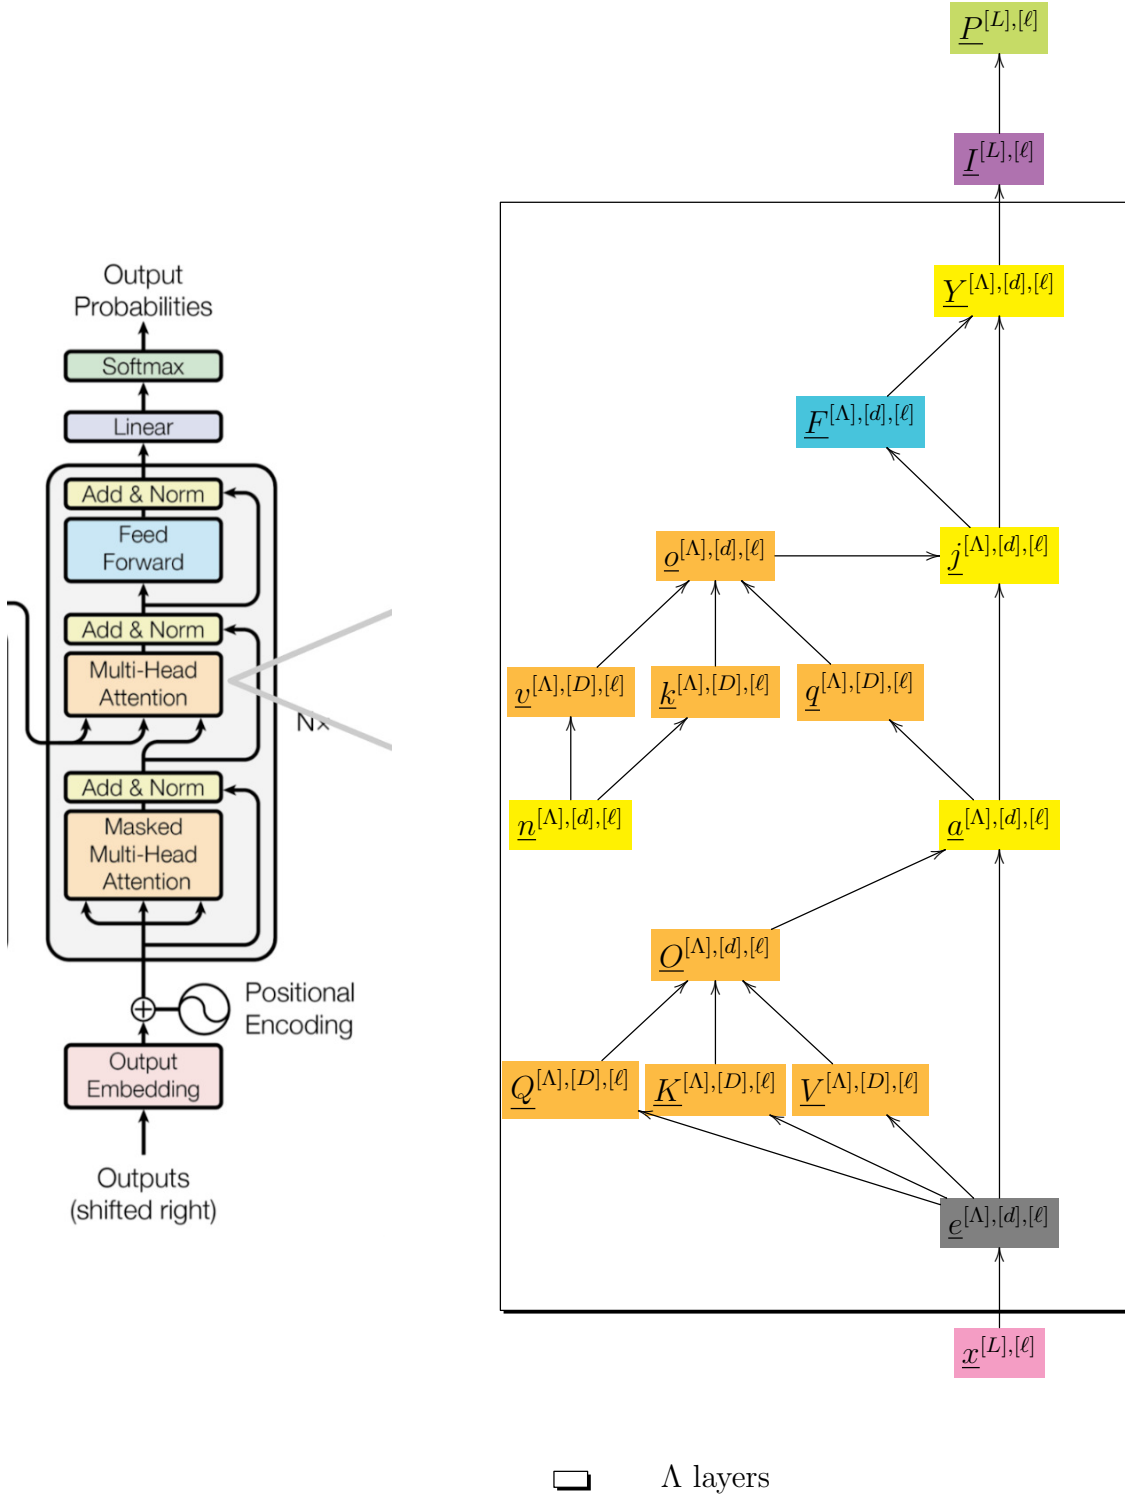 Output
Probabilities
Softmax
Linear
Add & Norm
Feed
Forward
Add & Norm
Multi-Head
Attention
N×
Add & Norm
Masked
Multi-Head
Attention
Positional
Encoding
Output
Embedding
Outputs
(shifted right)
P^{[L],[ℓ]}
I^{[L],[ℓ]}
Y^{[Λ],[d],[ℓ]}
F^{[Λ],[d],[ℓ]}
o^{[Λ],[d],[ℓ]} j^{[Λ],[d],[ℓ]}
v^{[Λ],[D],[ℓ]} k^{[Λ],[D],[ℓ]} q^{[Λ],[D],[ℓ]}
n^{[Λ],[d],[ℓ]} a^{[Λ],[d],[ℓ]}
O^{[Λ],[d],[ℓ]}
Q^{[Λ],[D],[ℓ]} K^{[Λ],[D],[ℓ]} V^{[Λ],[D],[ℓ]}
e^{[Λ],[d],[ℓ]}
x^{[L],[ℓ]}
Λ layers